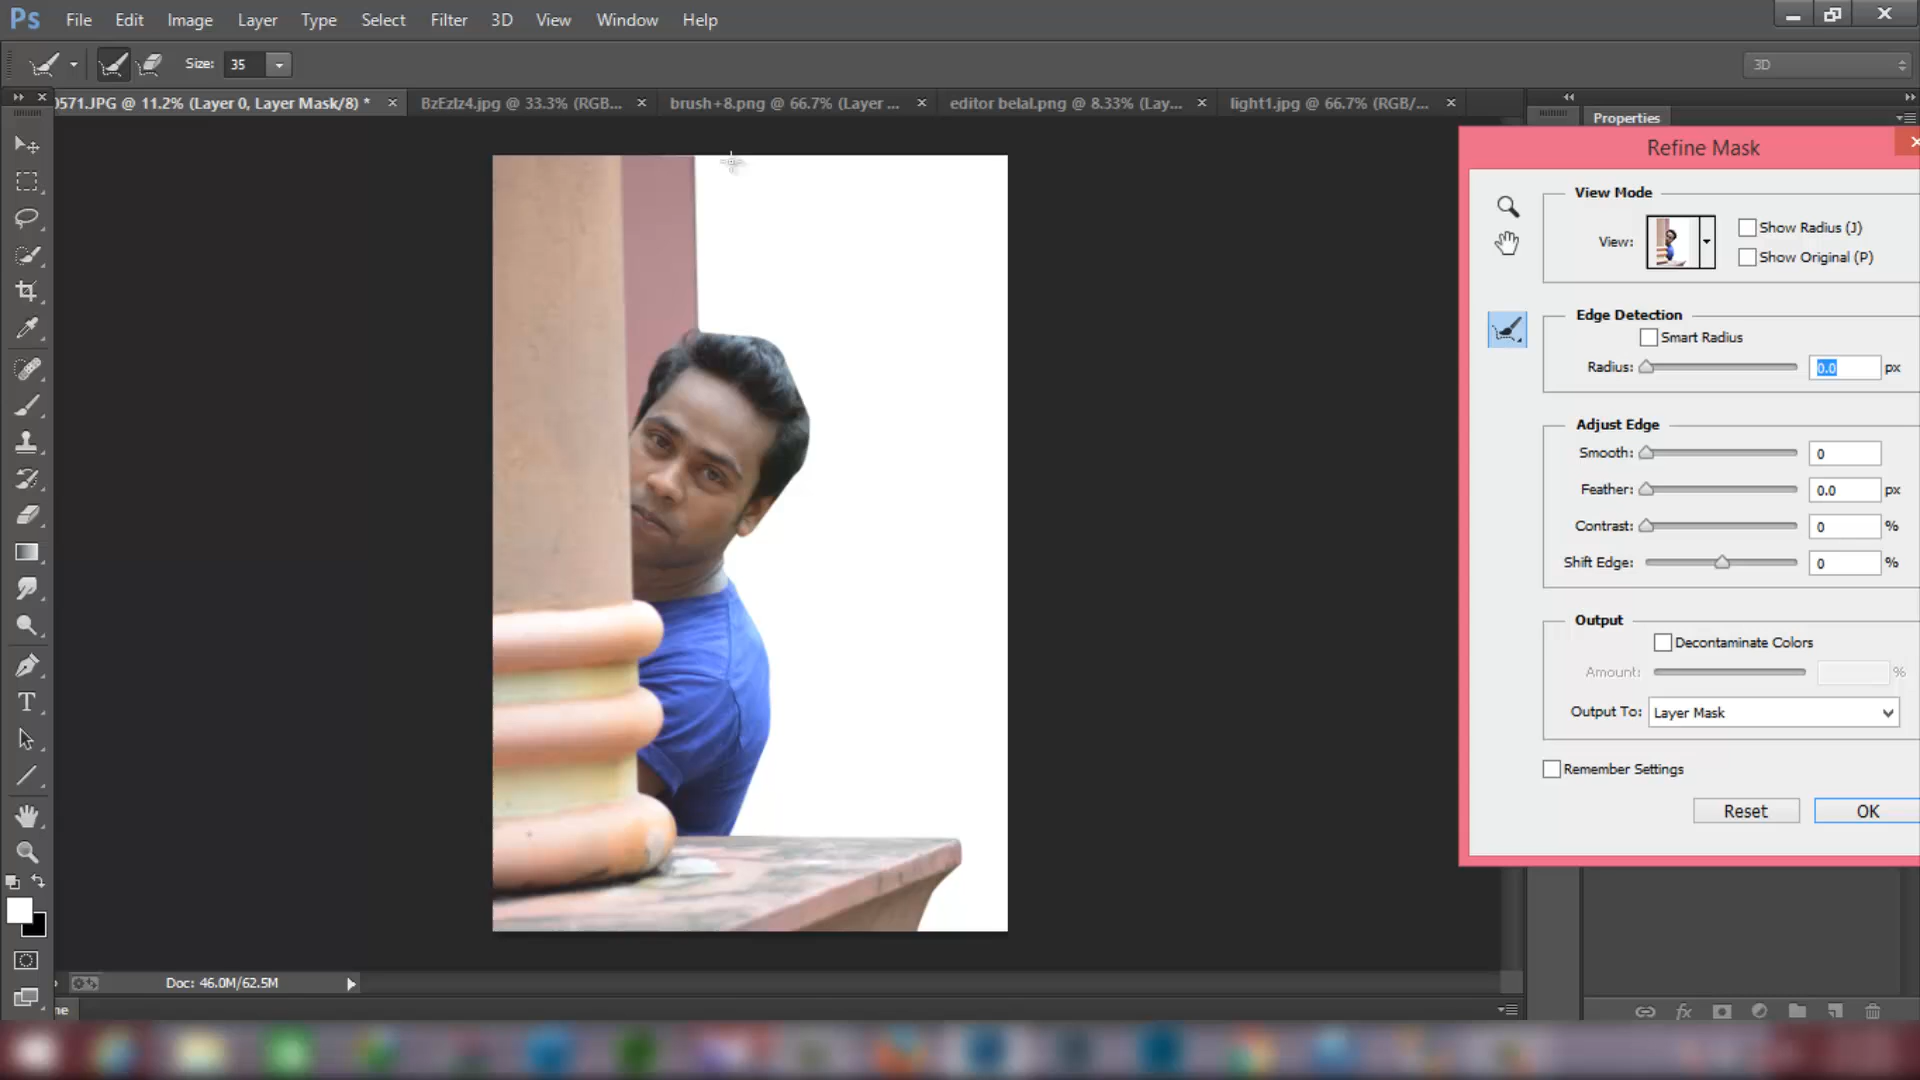 Ps File Edit Image Layer Type Select Filter 3D View Window Help
Size: 35 3D
0571.JPG @ 11.2% (Layer 0, Layer Mask/8) * BzEzlz4.jpg @ 33.3% (RGB... brush+8.png @ 66.7% (Layer ... editor belal.png @ 8.33% (Lay... light1.jpg @ 66.7% (RGB/...
Properties
Refine Mask
View Mode
View: Show Radius (J)
Show Original (P)
Edge Detection
Smart Radius
Radius: 0.0 px
Adjust Edge
Smooth: 0
Feather: 0.0 px
Contrast: 0 %
Shift Edge: 0 %
Output
Decontaminate Colors
Amount: %
Output To: Layer Mask
Remember Settings
Reset OK
T
Doc: 46.0M/62.5M
ne
fx